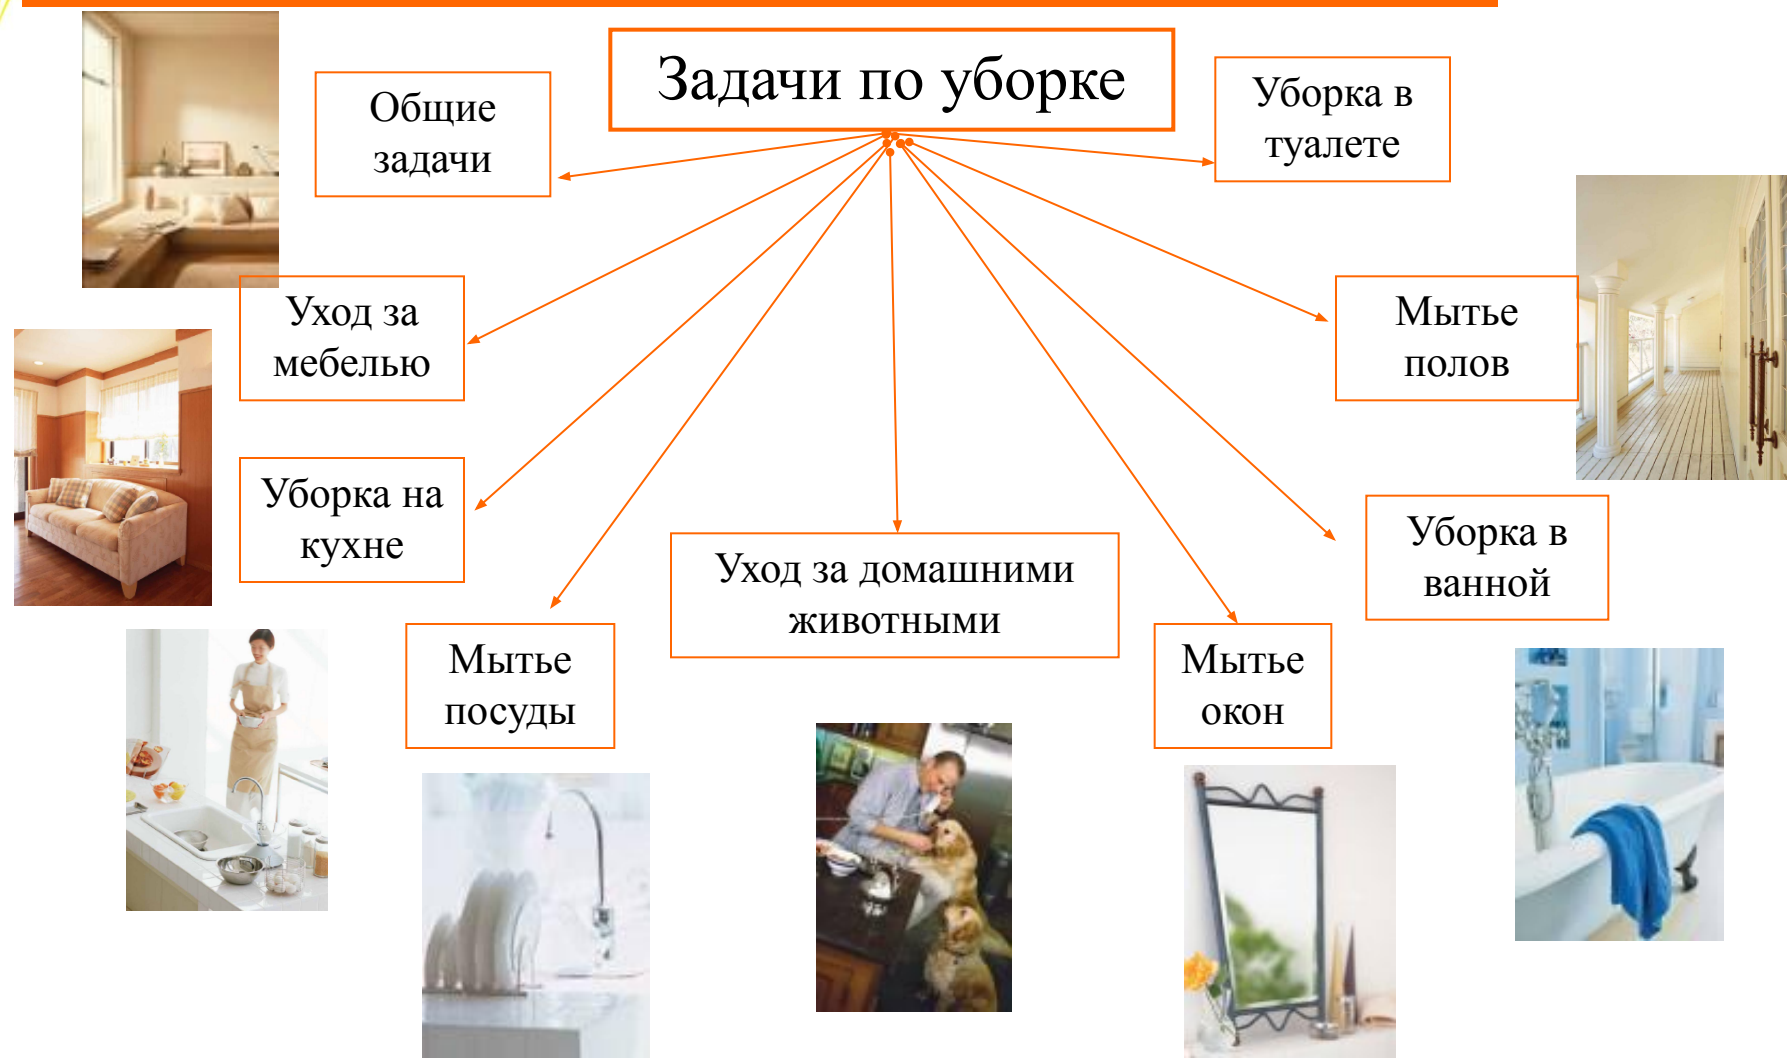 Задачи по уборке
Общие
задачи
Уборка в
туалете
Уход за
мебелью
Мытье
полов
Уборка на
кухне
Уборка в
ванной
Уход за домашними
животными
Мытье
посуды
Мытье
окон